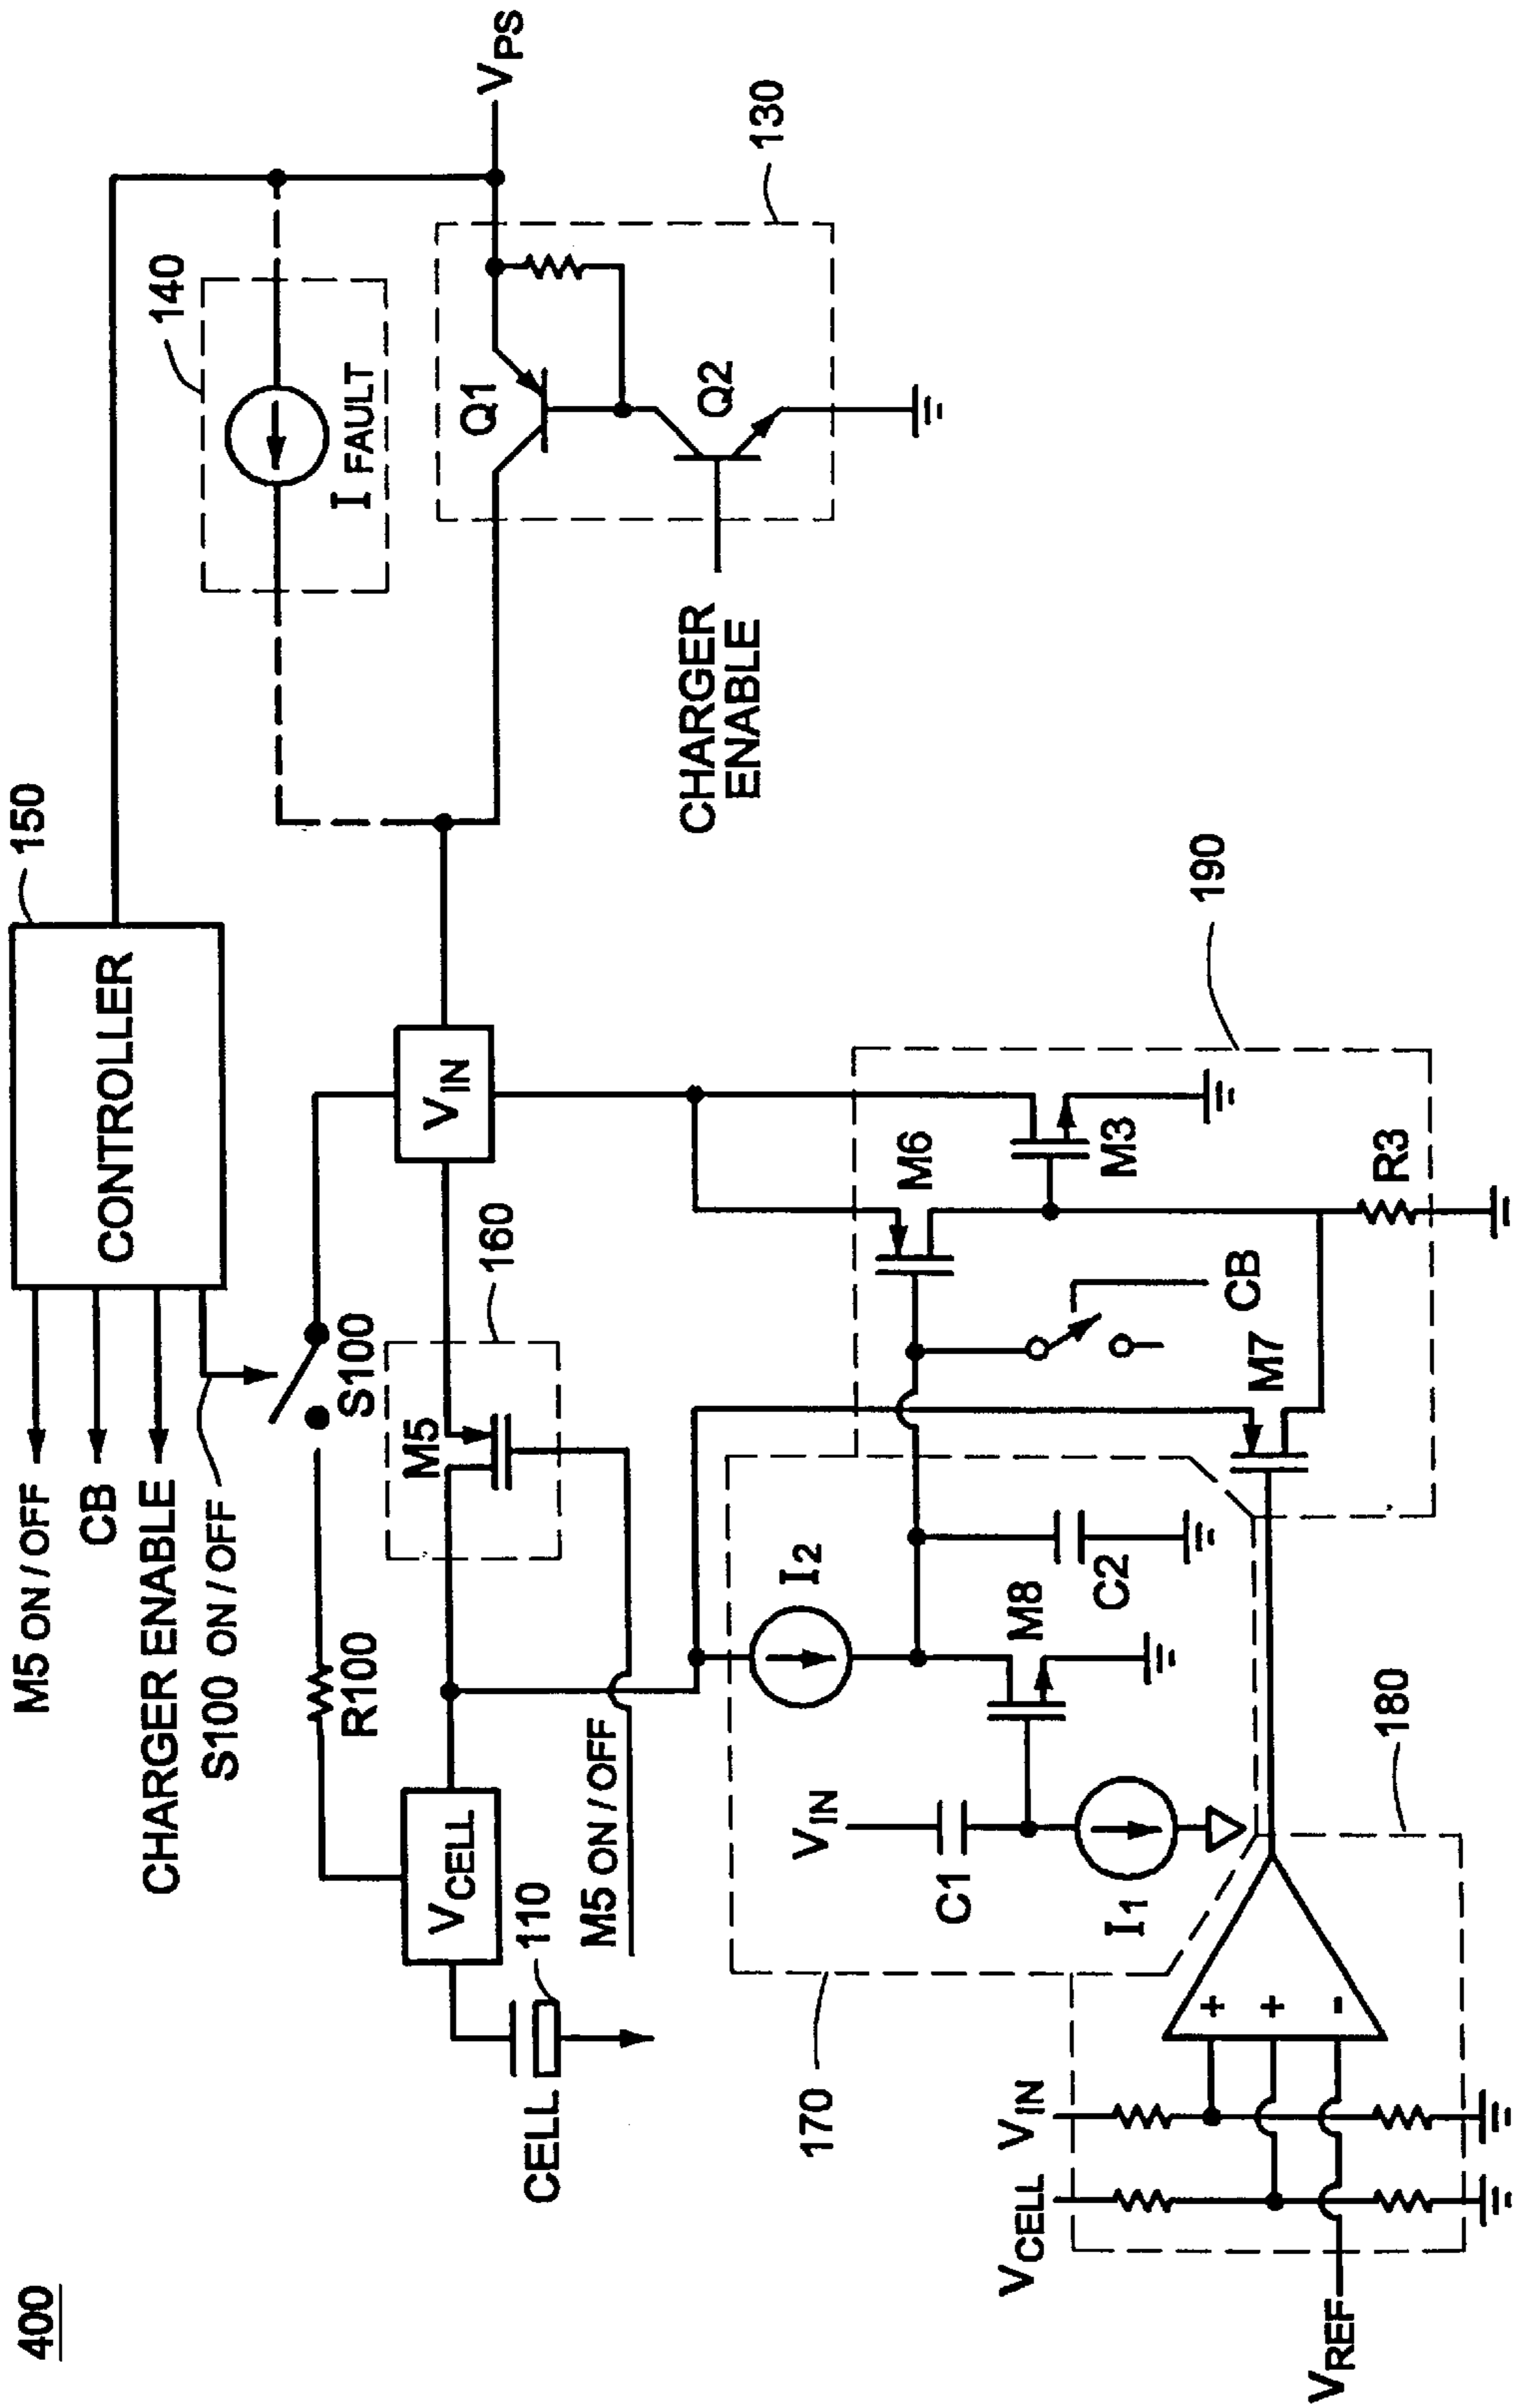 400
M5 ON / OFF
CB
CHARGER ENABLE
S100 ON / OFF
CONTROLLER
150
S100
R100
140
I FAULT
VPS
VCELL
VIN
M5
160
CELL
110
M5 ON / OFF
Q1
Q2
130
CHARGER
ENABLE
170
VIN
C1
I1
I2
M8
C2
M6
M3
CB
M7
R3
190
VCELL
VIN
VREF
+
+
-
180